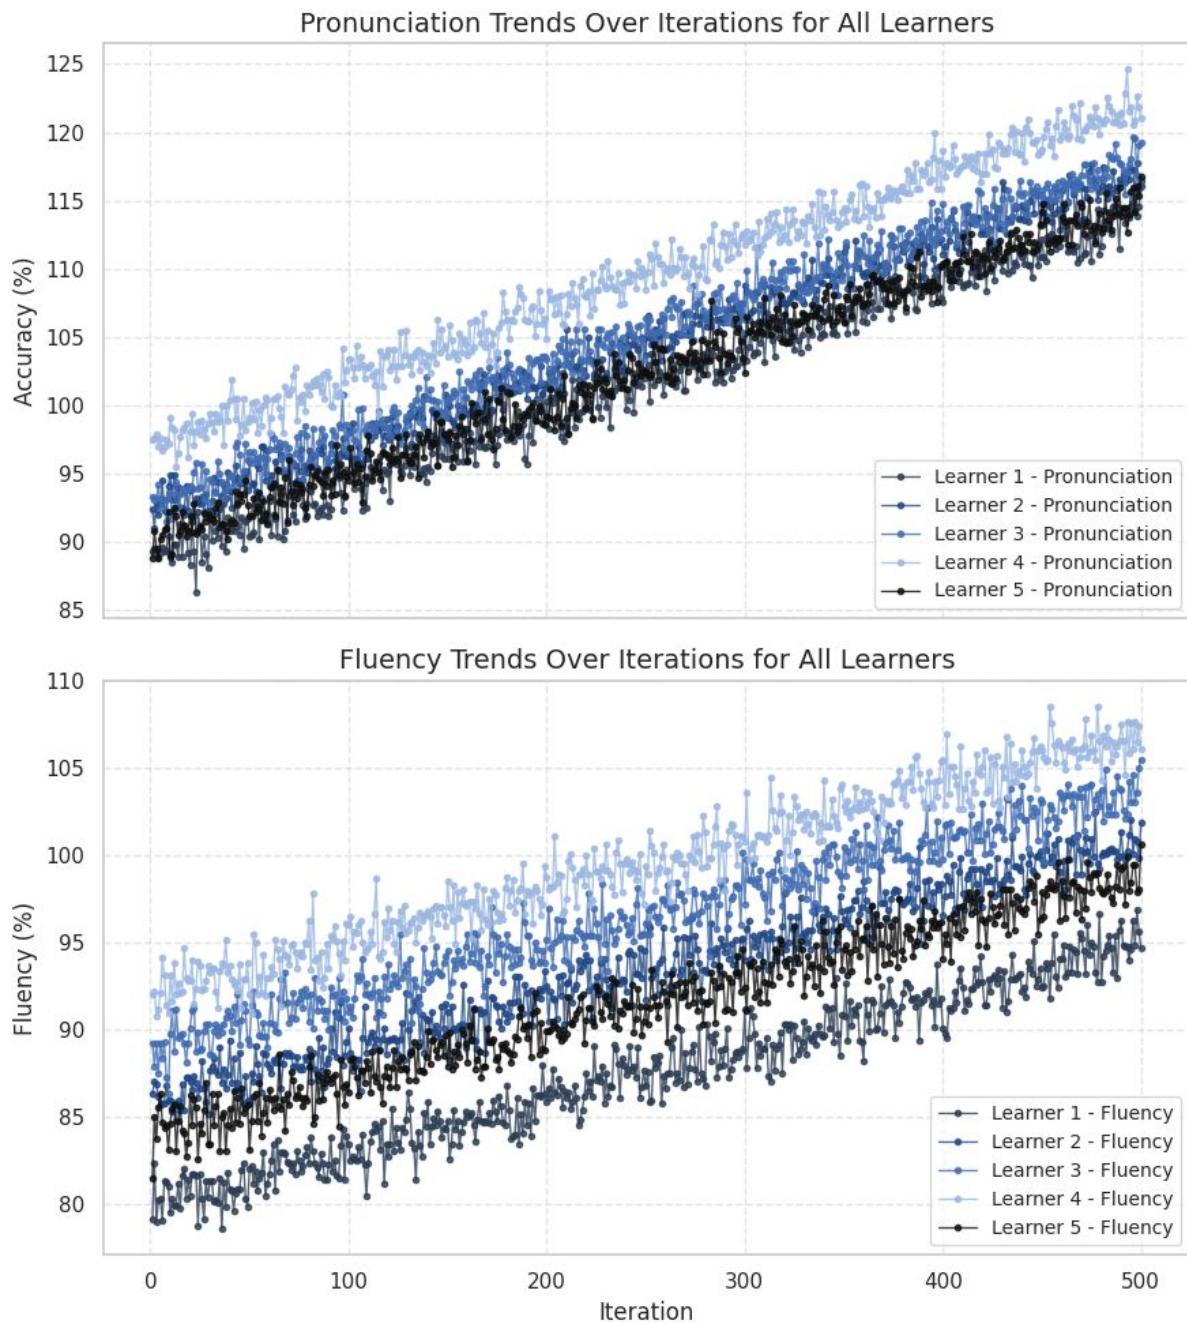 Pronunciation Trends Over Iterations for All Learners
125
120
115
110
105
100
95
90
85
Accuracy (%)
Learner 1 - Pronunciation
Learner 2 - Pronunciation
Learner 3 - Pronunciation
Learner 4 - Pronunciation
Learner 5 - Pronunciation
Fluency Trends Over Iterations for All Learners
110
105
100
95
90
85
80
Fluency (%)
Learner 1 - Fluency
Learner 2 - Fluency
Learner 3 - Fluency
Learner 4 - Fluency
Learner 5 - Fluency
0 100 200 300 400 500
Iteration